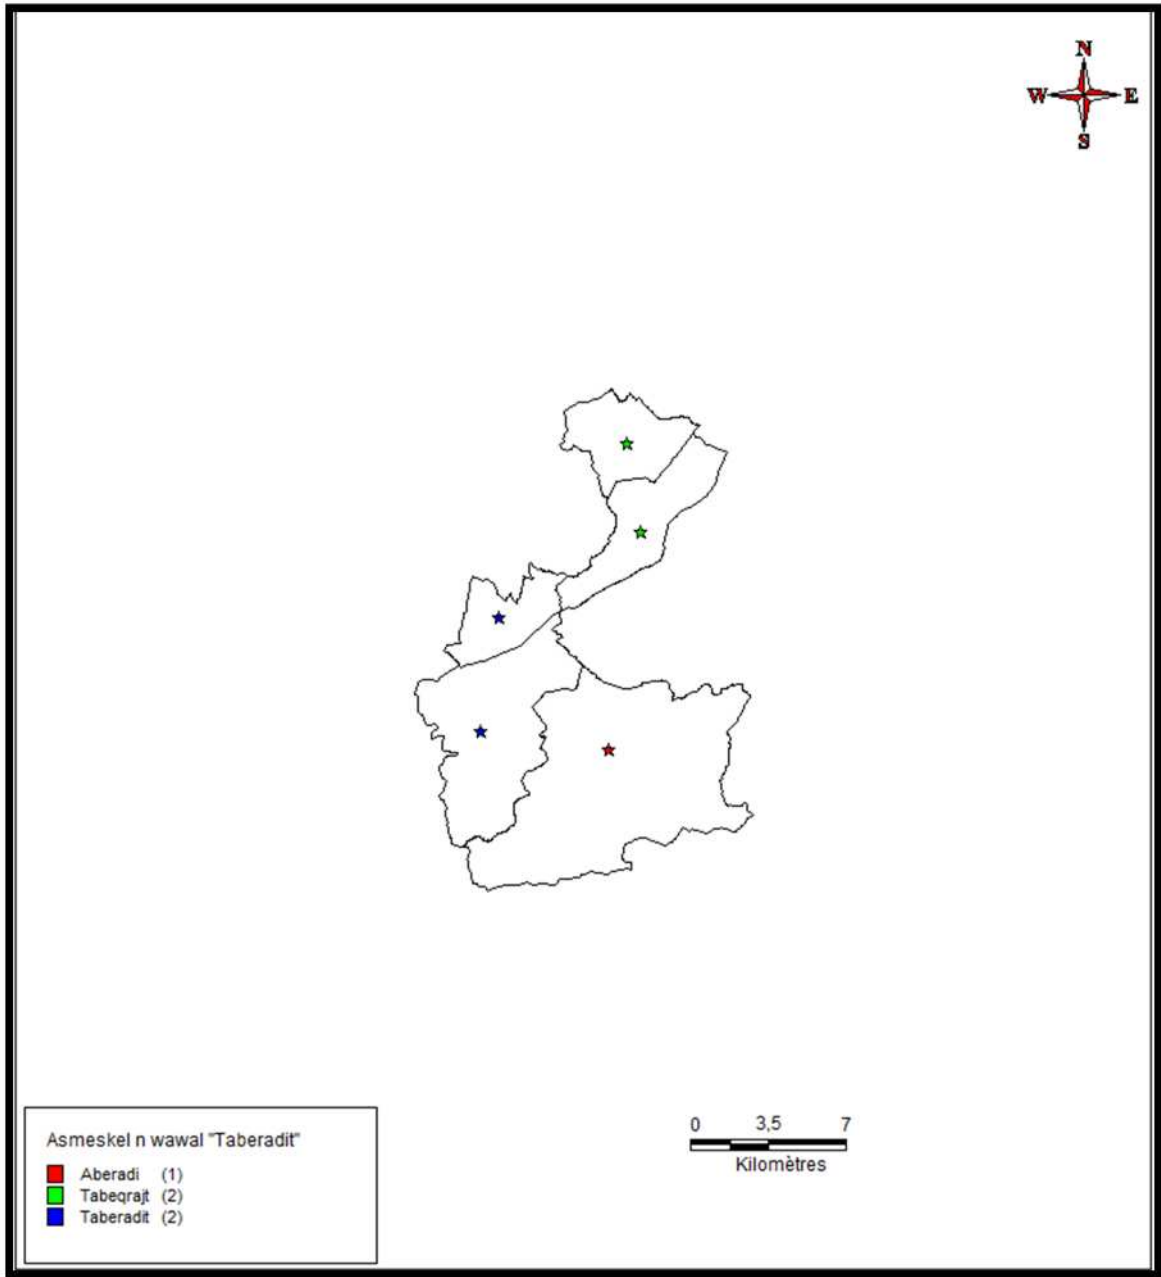 N
W E
S
Asmeskel n wawal "Taberadit"
Aberadi (1)
Tabeqrajt (2)
Taberadit (2)
0 3,5 7
Kilomètres